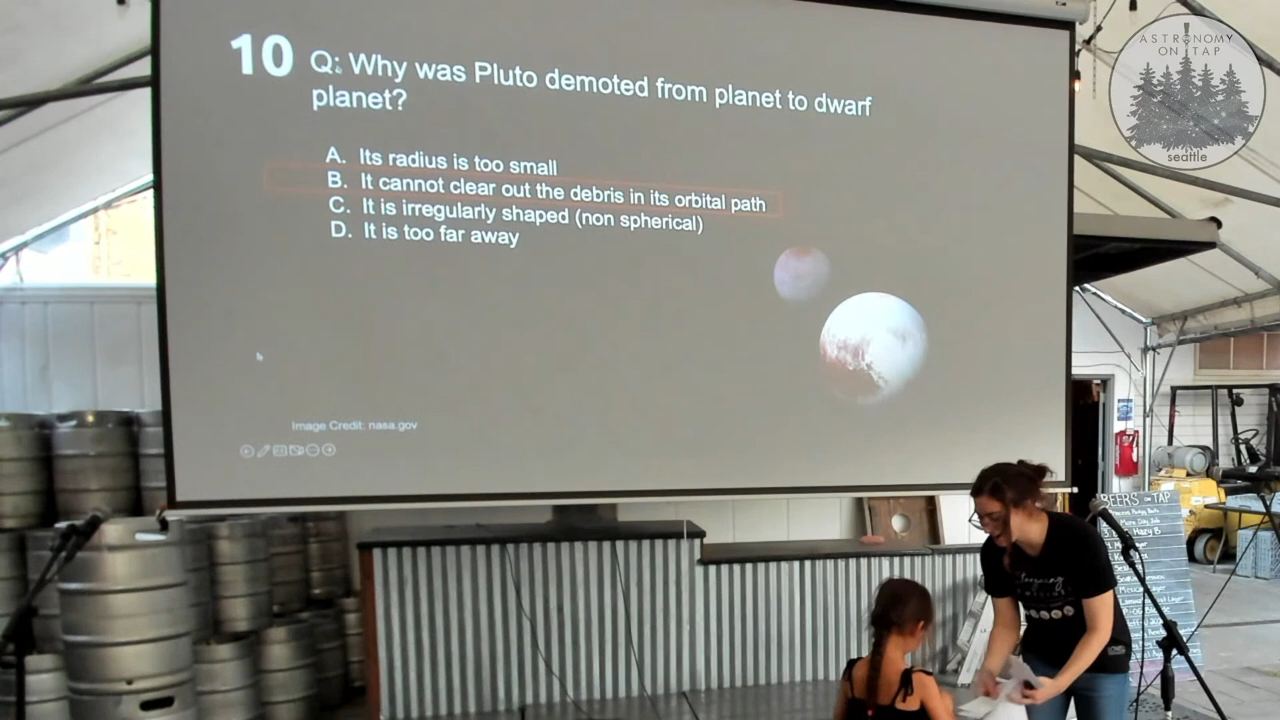 10 Q: Why was Pluto demoted from planet to dwarf
planet?
A. Its radius is too small
B. It cannot clear out the debris in its orbital path
C. It is irregularly shaped (non spherical)
D. It is too far away
Image Credit: nasa.gov
ASTRONOMY
ON TAP
seattle
BEERS ON TAP